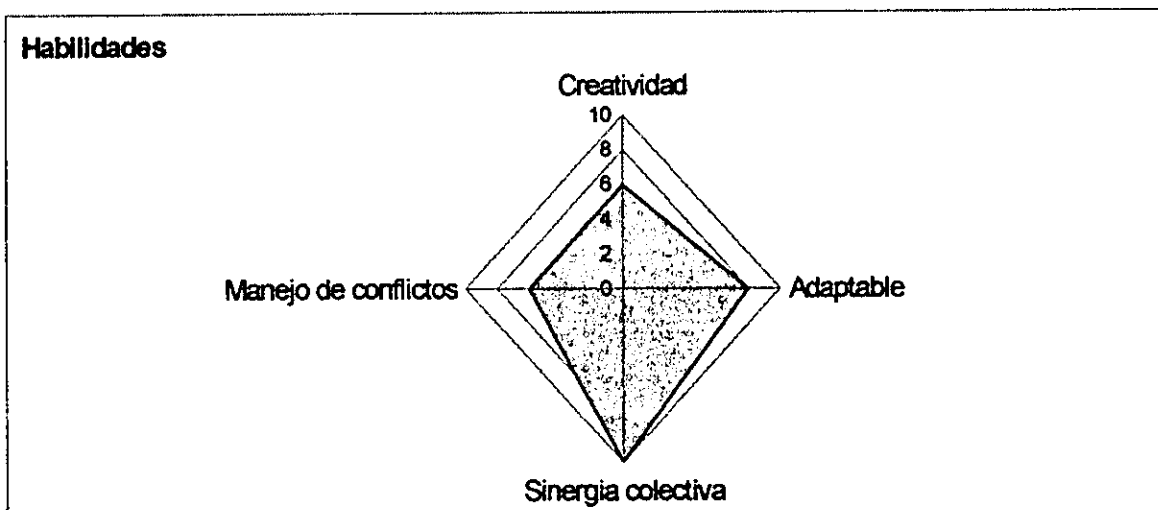 Habilidades
Creatividad
10
8
6
4
2
0
Manejo de conflictos
Adaptable
Sinergia colectiva